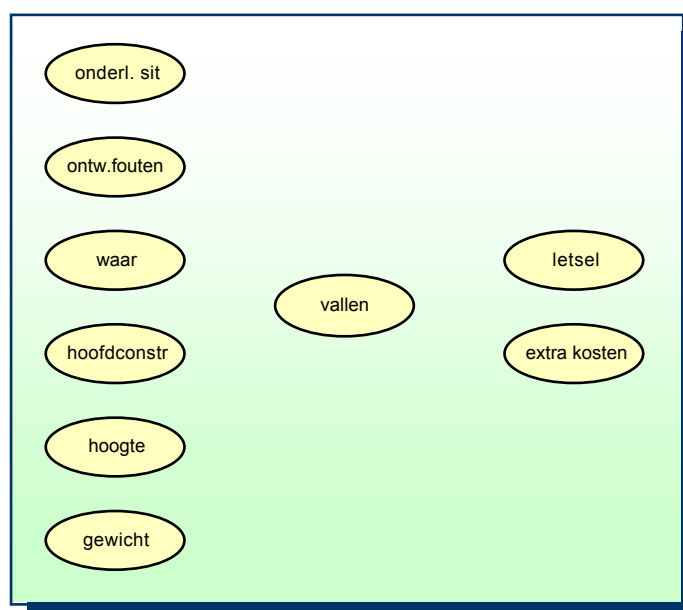 onderl. sit
ontw.fouten
waar
hoofdconstr
hoogte
gewicht
vallen
letsel
extra kosten